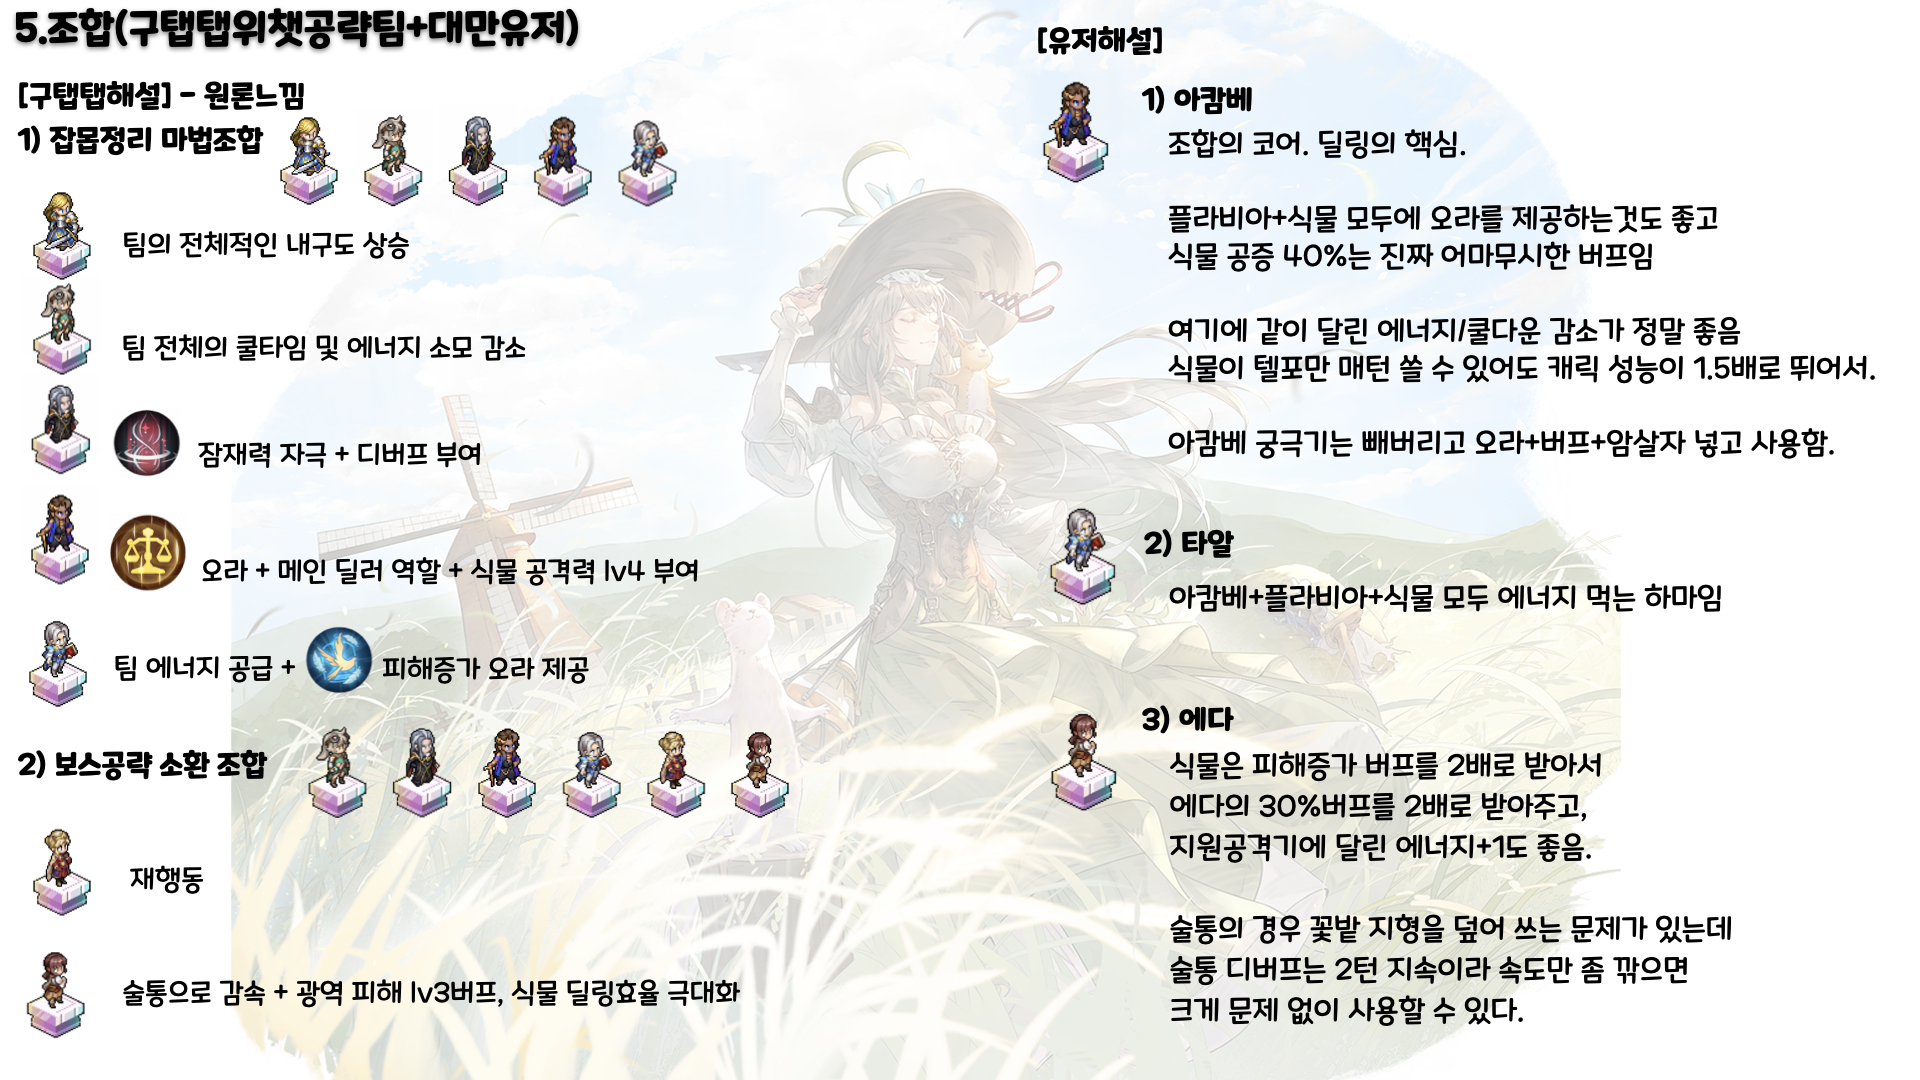 5.조합(구탭탭위챗공략팀+대만유저)
[구탭탭해설] - 원론느낌
1) 잡몹정리 마법조합
팀의 전체적인 내구도 상승
팀 전체의 쿨타임 및 에너지 소모 감소
잠재력 자극 + 디버프 부여
오라 + 메인 딜러 역할 + 식물 공격력 lv4 부여
팀 에너지 공급 + 피해증가 오라 제공
2) 보스공략 소환 조합
재행동
술통으로 감속 + 광역 피해 lv3버프, 식물 딜링효율 극대화
[유저해설]
1) 아캄베
조합의 코어. 딜링의 핵심.
플라비아+식물 모두에 오라를 제공하는것도 좋고
식물 공증 40%는 진짜 어마무시한 버프임
여기에 같이 달린 에너지/쿨다운 감소가 정말 좋음
식물이 텔포만 매턴 쓸 수 있어도 캐릭 성능이 1.5배로 뛰어서.
아캄베 궁극기는 빼버리고 오라+버프+암살자 넣고 사용함.
2) 타알
아캄베+플라비아+식물 모두 에너지 먹는 하마임
3) 에다
식물은 피해증가 버프를 2배로 받아서
에다의 30%버프를 2배로 받아주고,
지원공격기에 달린 에너지+1도 좋음.
술통의 경우 꽃밭 지형을 덮어 쓰는 문제가 있는데
술통 디버프는 2턴 지속이라 속도만 좀 깎으면
크게 문제 없이 사용할 수 있다.